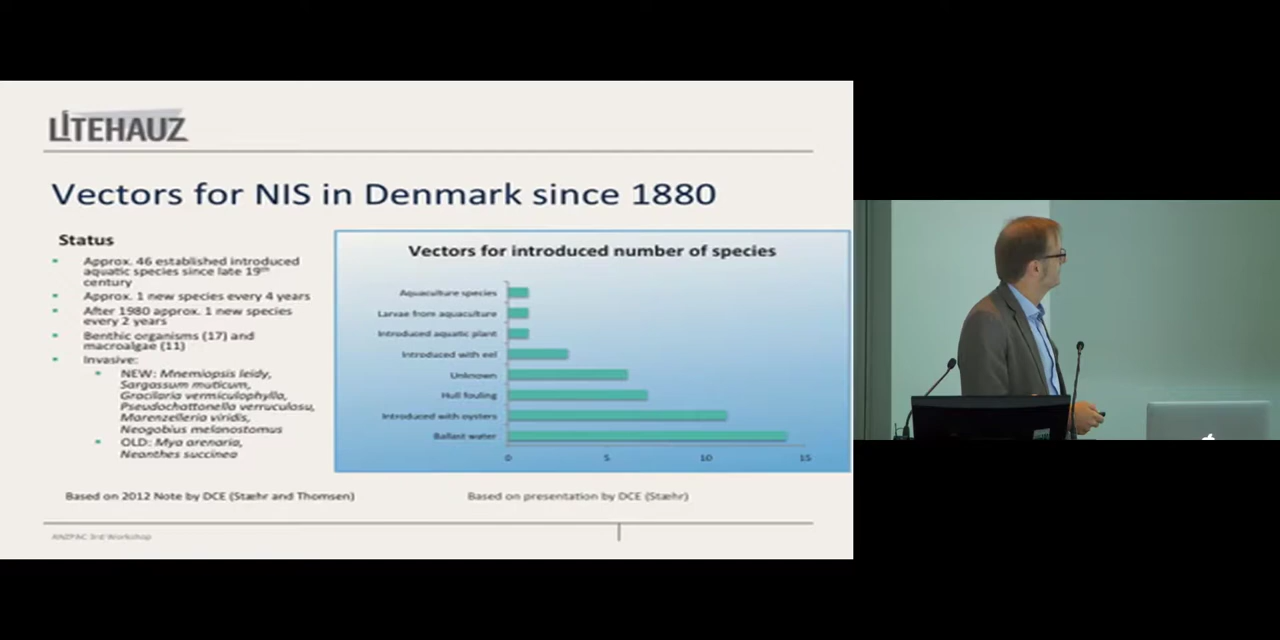 LITEHAUZ
Vectors for NIS in Denmark since 1880
Status
Approx. 46 established introduced
aquatic species since late 19th
century
Approx. 1 new species every 4 years
After 1980 approx. 1 new species
every 2 years
Benthic organisms (17) and
macroalgae (11)
Invasive:
NEW: Mnemiopsis leidy,
Sargassum muticum,
Gracilaria vermiculophylla,
Pseudochattonella verruculosu,
Marenzelleria viridis,
Neogobius melanostomus
OLD: Mya arenaria,
Neanthes succinea
Based on 2012 Note by DCE (Stæhr and Thomsen)
Vectors for introduced number of species
Aquaculture species
Larvae from aquaculture
Introduced aquatic plant
Introduced with eel
Unknown
Hull fouling
Introduced with oysters
Ballast water
0 5 10 15
Based on presentation by DCE (Stæhr)
ANZPAC 3rd Workshop